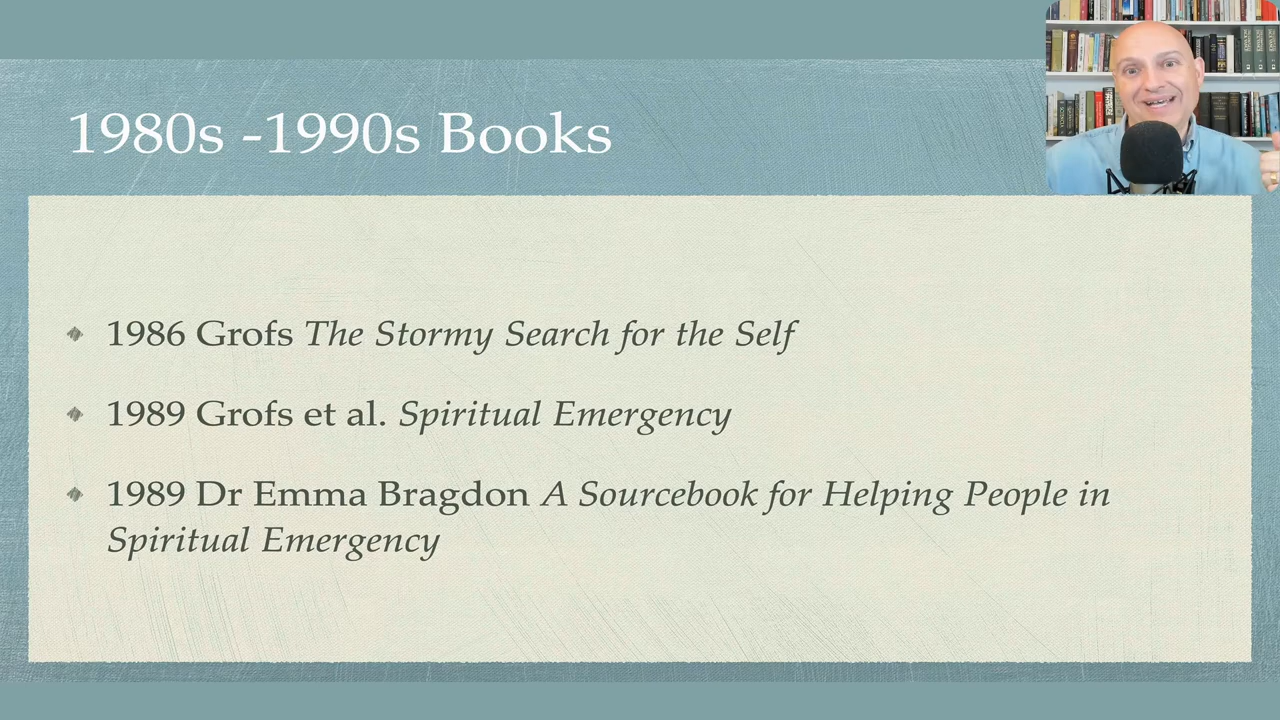 1980s -1990s Books
1986 Grofs The Stormy Search for the Self
1989 Grofs et al. Spiritual Emergency
1989 Dr Emma Bragdon A Sourcebook for Helping People in
Spiritual Emergency